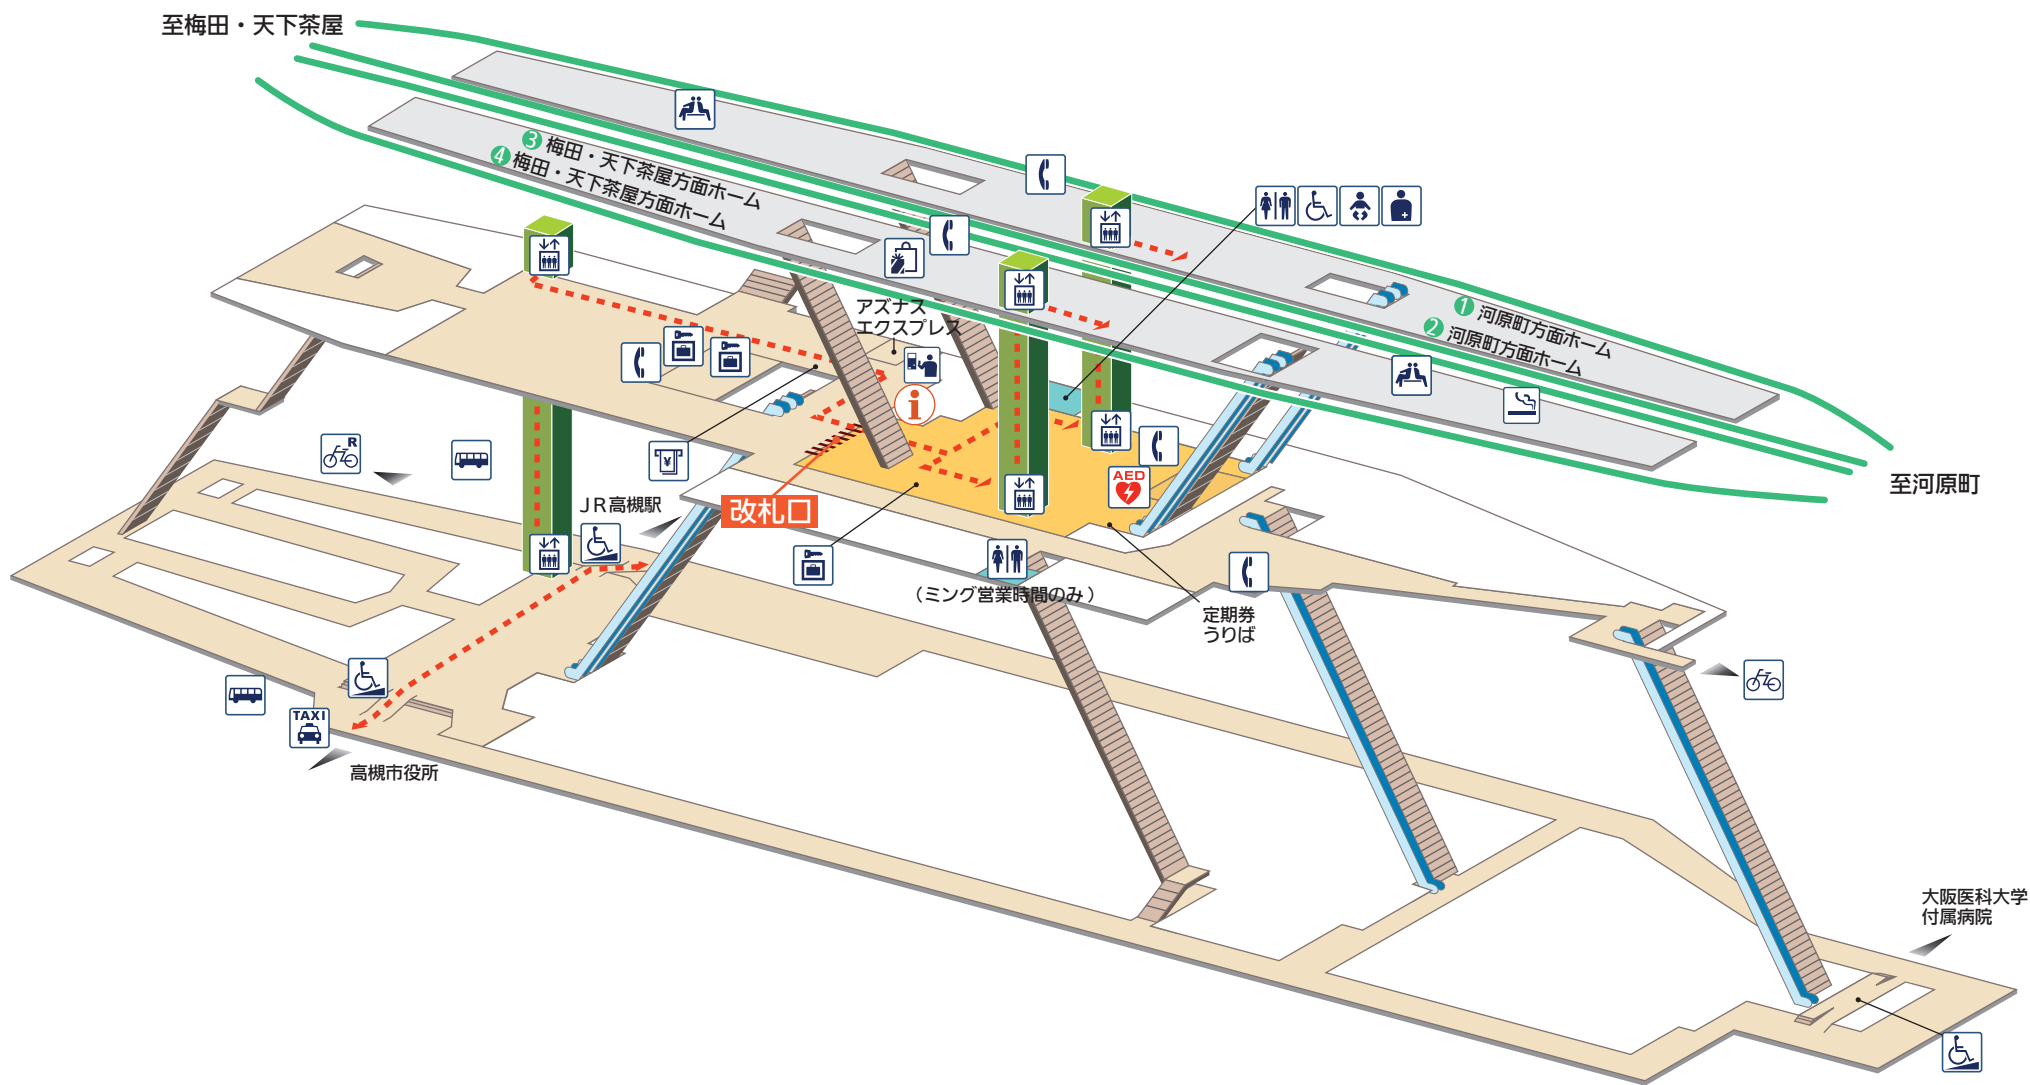 至梅田・天下茶屋
3 梅田・天下茶屋方面ホーム
4 梅田・天下茶屋方面ホーム
1 河原町方面ホーム
2 河原町方面ホーム
アズナス
エクスプレス
i
R
¥
JR高槻駅
改札口
AED
至河原町
（ミング営業時間のみ）
定期券
うりば
TAXI
高槻市役所
大阪医科大学
付属病院